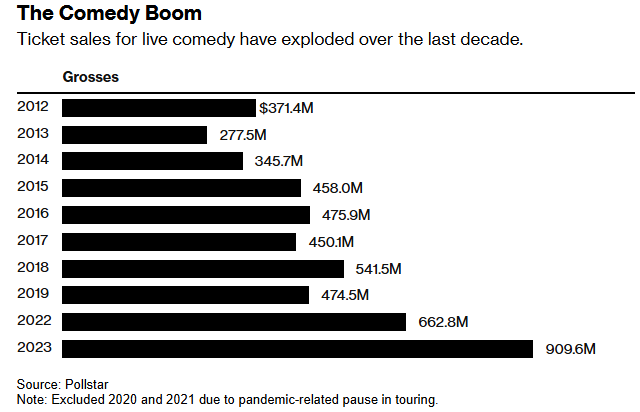 The Comedy Boom
Ticket sales for live comedy have exploded over the last decade.
Grosses
2012 $371.4M
2013 277.5M
2014 345.7M
2015 458.0M
2016 475.9M
2017 450.1M
2018 541.5M
2019 474.5M
2022 662.8M
2023 909.6M
Source: Pollstar
Note: Excluded 2020 and 2021 due to pandemic-related pause in touring.